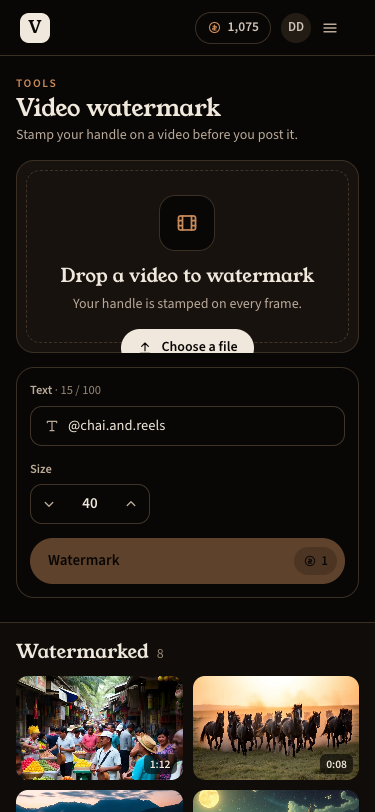 V
1,075
DD
TOOLS
Video watermark
Stamp your handle on a video before you post it.
Drop a video to watermark
Your handle is stamped on every frame.
Choose a file
Text · 15 / 100
@chai.and.reels
Size
40
Watermark
1
Watermarked 8
1:12
0:08